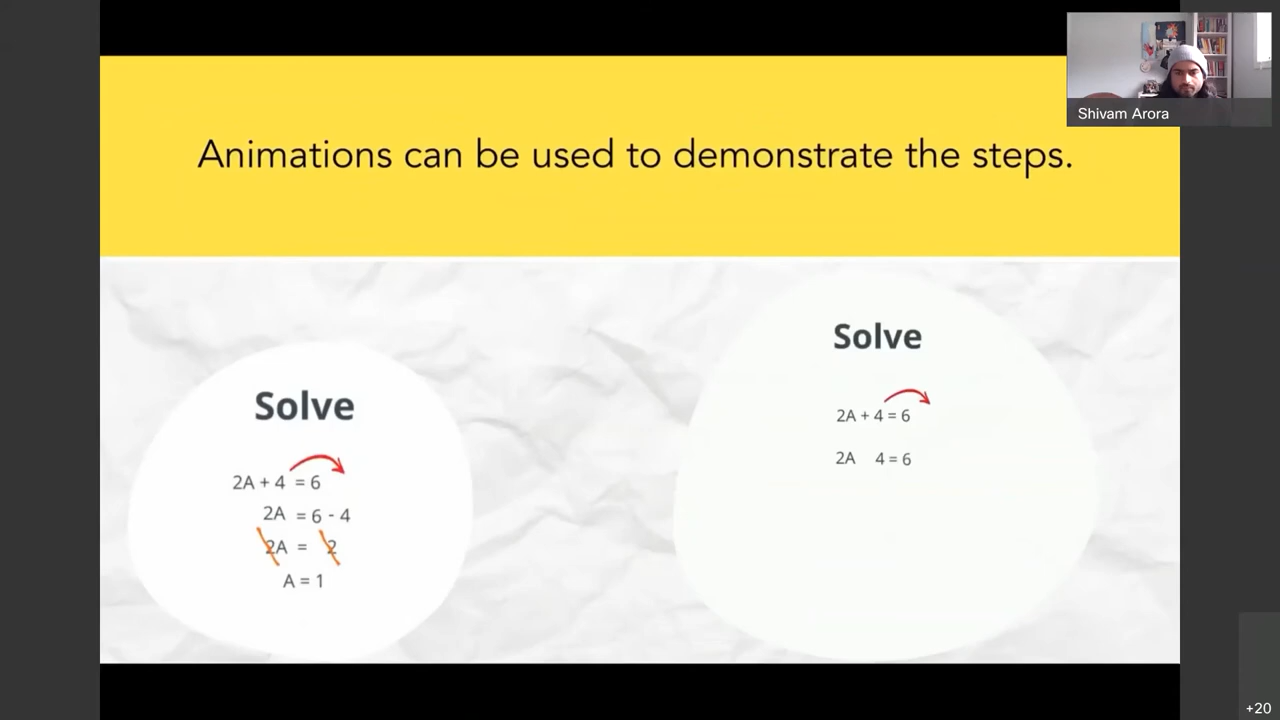 Shivam Arora
Animations can be used to demonstrate the steps.
Solve
2A + 4 = 6
2A = 6 - 4
2A = 2
A = 1
Solve
2A + 4 = 6
2A 4 = 6
+20